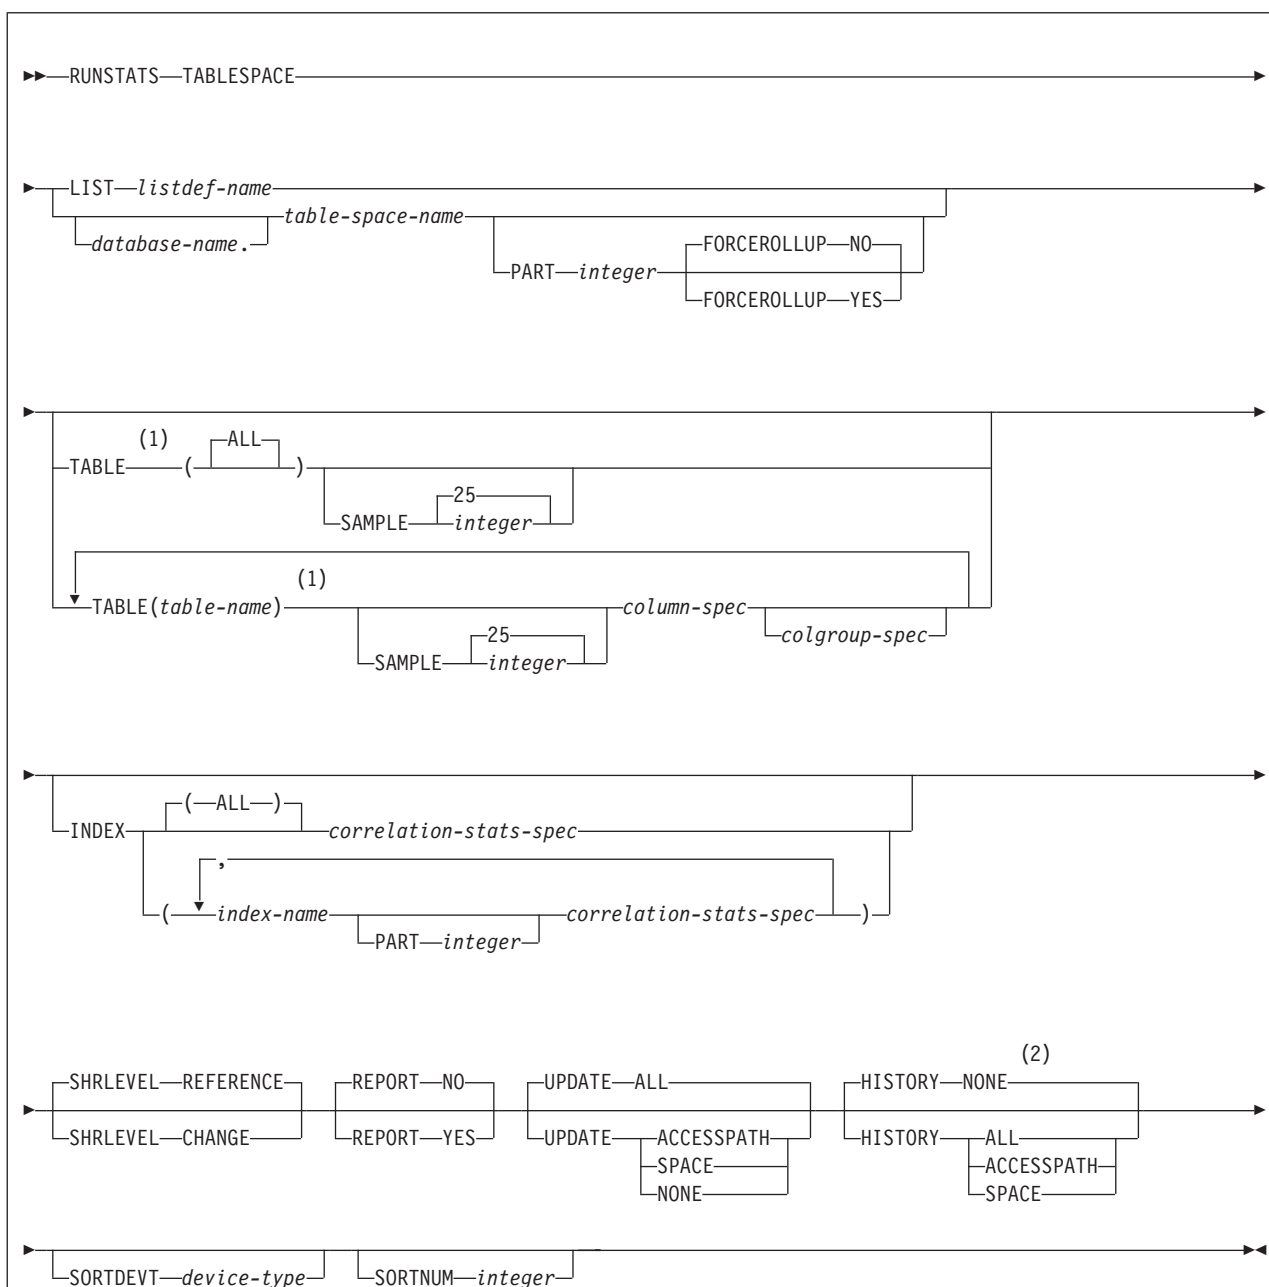 RUNSTATS TABLESPACE
LIST listdef-name
table-space-name
database-name.
FORCEROLLUP NO
PART integer
FORCEROLLUP YES
(1) ALL
TABLE ( )
25
SAMPLE integer
(1)
TABLE(table-name) column-spec
25 colgroup-spec
SAMPLE integer
( ALL )
INDEX correlation-stats-spec
,
( index-name correlation-stats-spec )
PART integer
(2)
SHRLEVEL REFERENCE REPORT NO UPDATE ALL HISTORY NONE
SHRLEVEL CHANGE REPORT YES UPDATE ACCESSPATH HISTORY ALL
SPACE ACCESSPATH
NONE SPACE
SORTDEVT device-type SORTNUM integer